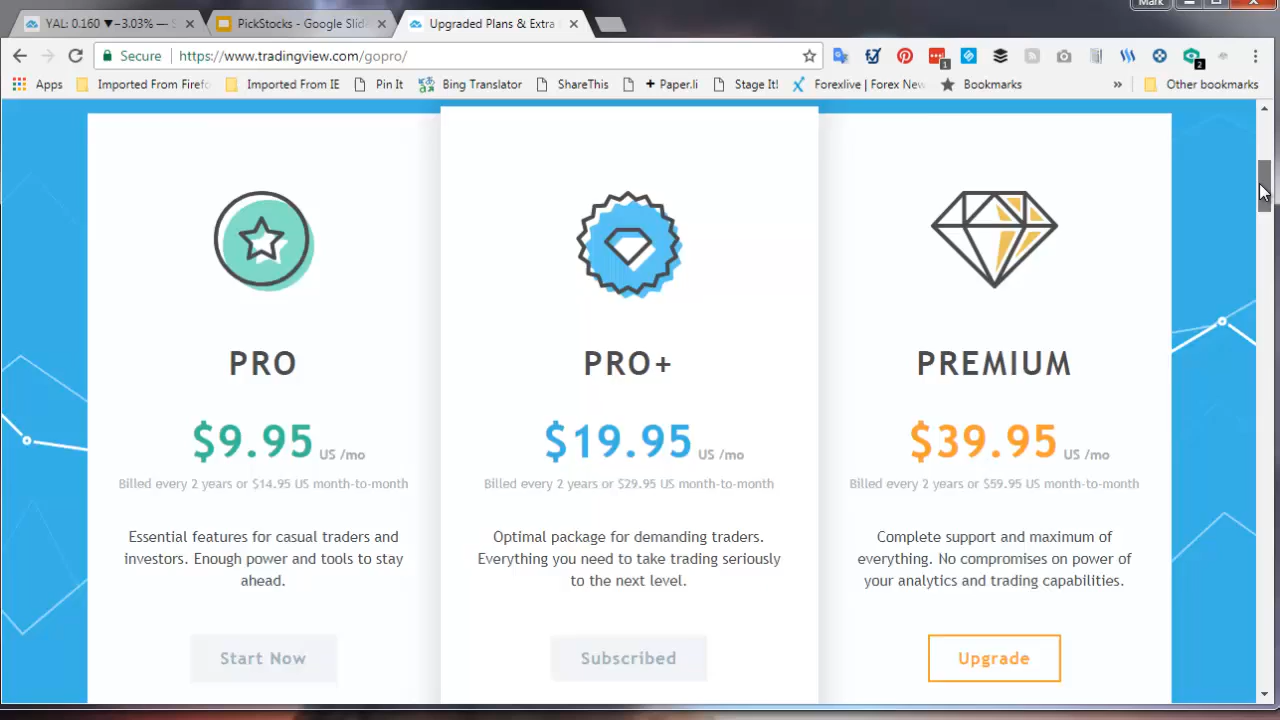 Mark
YAL: 0.160 ▼−3.03% —
PickStocks - Google Slid
Upgraded Plans & Extra
Secure
https://www.tradingview.com/gopro/
1
2
Apps
Imported From Firefo
Imported From IE
Pin It
Bing Translator
ShareThis
+ Paper.li
Stage It!
Forexlive | Forex New
Bookmarks
»
Other bookmarks
PRO
$9.95 US /mo
Billed every 2 years or $14.95 US month-to-month
Essential features for casual traders and
investors. Enough power and tools to stay
ahead.
Start Now
PRO+
$19.95 US /mo
Billed every 2 years or $29.95 US month-to-month
Optimal package for demanding traders.
Everything you need to take trading seriously
to the next level.
Subscribed
PREMIUM
$39.95 US /mo
Billed every 2 years or $59.95 US month-to-month
Complete support and maximum of
everything. No compromises on power of
your analytics and trading capabilities.
Upgrade